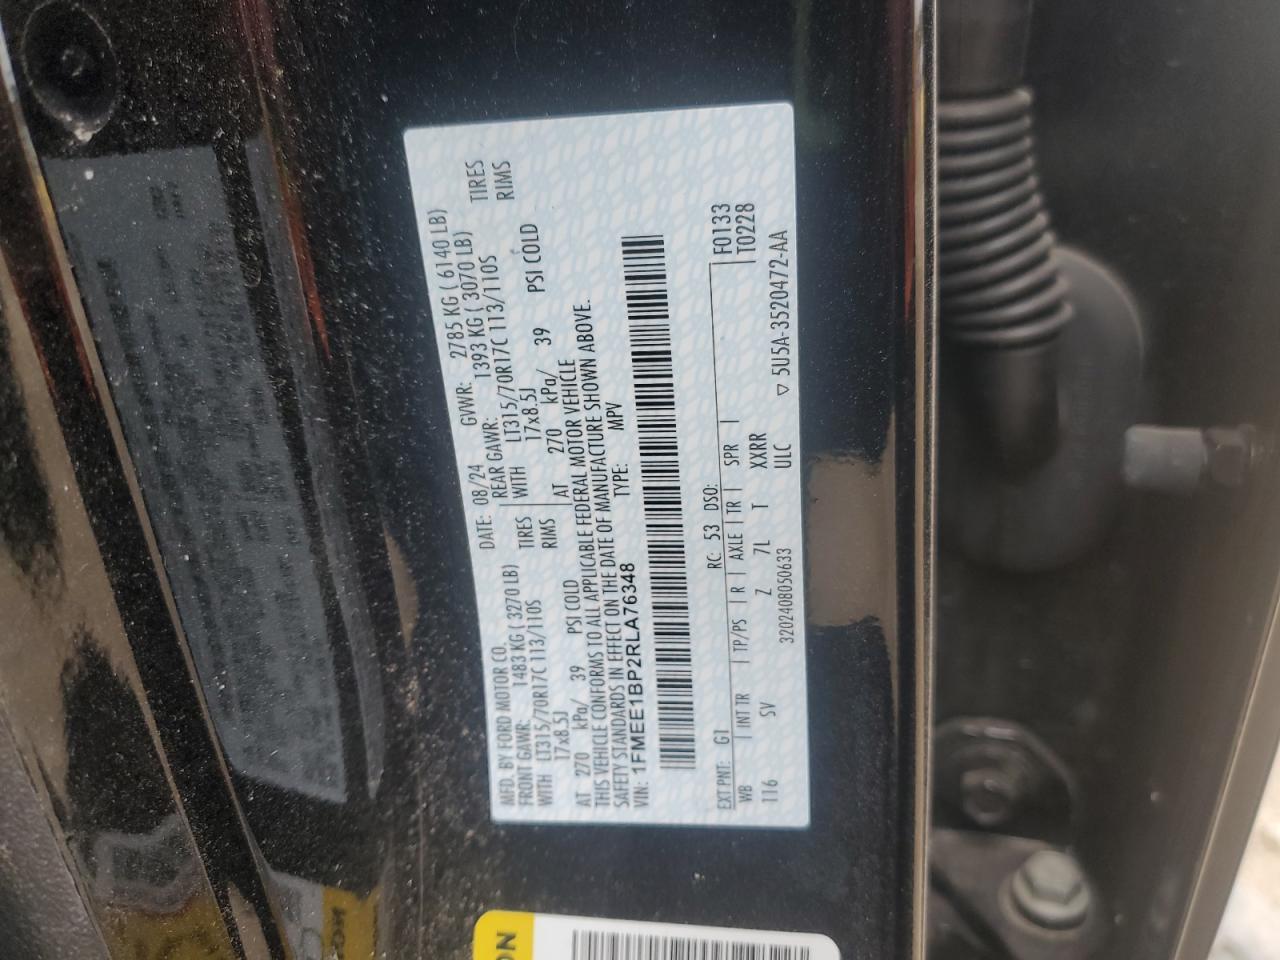 MFD. BY FORD MOTOR CO. DATE: 08/24 GVWR: 2785 KG ( 6140 LB)
FRONT GAWR: 1483 KG ( 3270 LB) REAR GAWR: 1393 KG ( 3070 LB)
WITH LT315/70R17C 113/110S TIRES WITH LT315/70R17C 113/110S TIRES
17x8.5J RIMS 17x8.5J RIMS
AT 270 kPa/ 39 PSI COLD AT 270 kPa/ 39 PSI COLD
THIS VEHICLE CONFORMS TO ALL APPLICABLE FEDERAL MOTOR VEHICLE
SAFETY STANDARDS IN EFFECT ON THE DATE OF MANUFACTURE SHOWN ABOVE.
VIN: 1FMEE1BP2RLA76348 TYPE: MPV
EXT PNT: G1 RC: 53 DSO: F0133
WB | INT TR | TP/PS | R | AXLE | TR | SPR | T0228
116 SV Z 7L T XXRR
3202408050633 ULC ▽ 5U5A-3520472-AA
ON